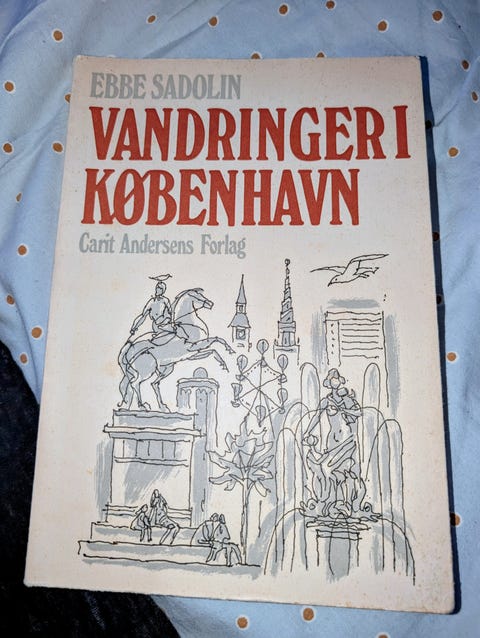 EBBE SADOLIN
VANDRINGER I
KØBENHAVN
Carit Andersens Forlag